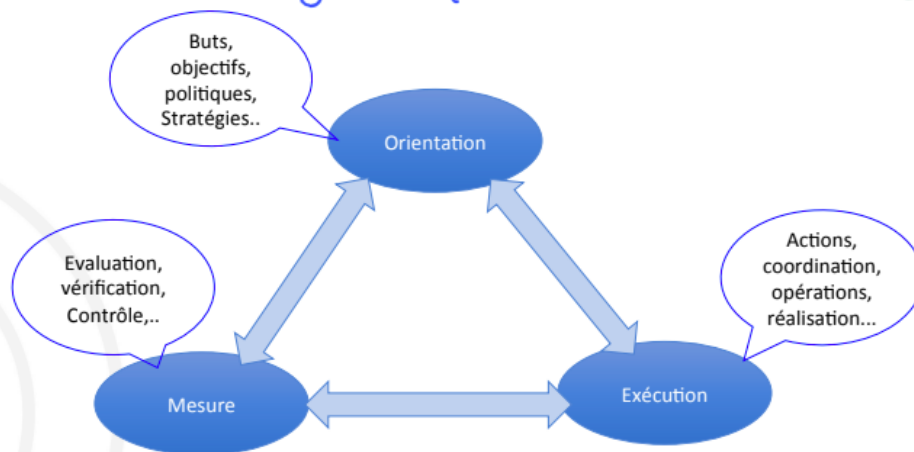 Buts,
objectifs,
politiques,
Stratégies..
Orientation
Evaluation,
vérification,
Contrôle,..
Actions,
coordination,
opérations,
réalisation...
Mesure
Exécution